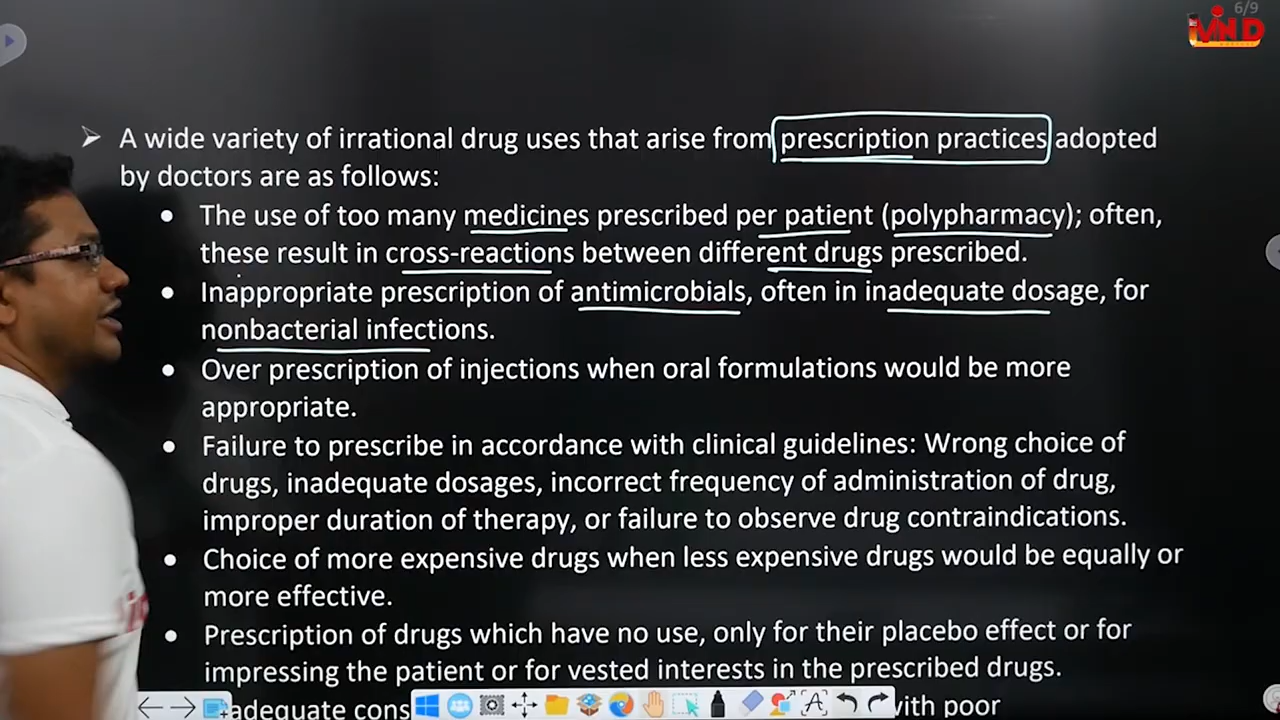 6/9
MIND
➢ A wide variety of irrational drug uses that arise from prescription practices adopted
by doctors are as follows:
• The use of too many medicines prescribed per patient (polypharmacy); often,
these result in cross-reactions between different drugs prescribed.
• Inappropriate prescription of antimicrobials, often in inadequate dosage, for
nonbacterial infections.
• Over prescription of injections when oral formulations would be more
appropriate.
• Failure to prescribe in accordance with clinical guidelines: Wrong choice of
drugs, inadequate dosages, incorrect frequency of administration of drug,
improper duration of therapy, or failure to observe drug contraindications.
• Choice of more expensive drugs when less expensive drugs would be equally or
more effective.
• Prescription of drugs which have no use, only for their placebo effect or for
impressing the patient or for vested interests in the prescribed drugs.
adequate cons with poor